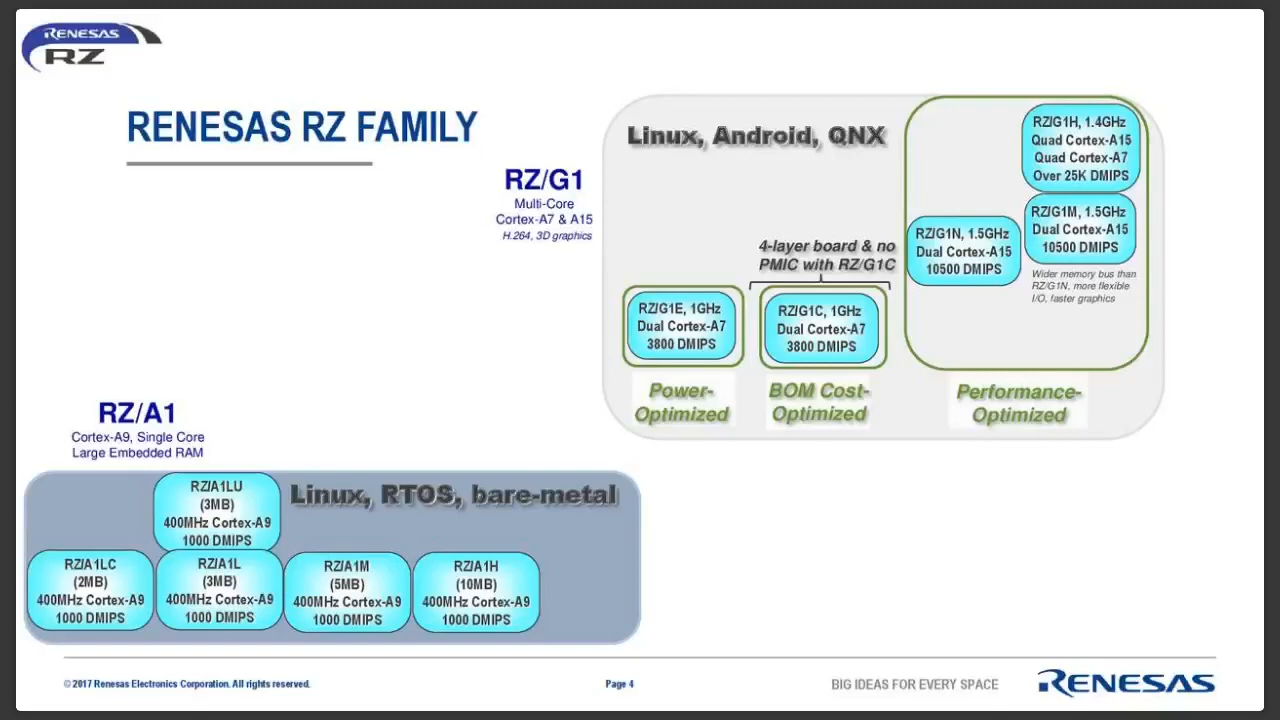 RENESAS
RZ
RENESAS RZ FAMILY
Linux, Android, QNX
RZ/G1
Multi-Core
Cortex-A7 & A15
H.264, 3D graphics
RZ/G1H, 1.4GHz
Quad Cortex-A15
Quad Cortex-A7
Over 25K DMIPS
RZ/G1M, 1.5GHz
Dual Cortex-A15
10500 DMIPS
Wider memory bus than
RZ/G1N, more flexible
I/O, faster graphics
RZ/G1N, 1.5GHz
Dual Cortex-A15
10500 DMIPS
4-layer board & no
PMIC with RZ/G1C
RZ/G1E, 1GHz
Dual Cortex-A7
3800 DMIPS
RZ/G1C, 1GHz
Dual Cortex-A7
3800 DMIPS
Power-
Optimized
BOM Cost-
Optimized
Performance-
Optimized
RZ/A1
Cortex-A9, Single Core
Large Embedded RAM
Linux, RTOS, bare-metal
RZ/A1LU
(3MB)
400MHz Cortex-A9
1000 DMIPS
RZ/A1LC
(2MB)
400MHz Cortex-A9
1000 DMIPS
RZ/A1L
(3MB)
400MHz Cortex-A9
1000 DMIPS
RZ/A1M
(5MB)
400MHz Cortex-A9
1000 DMIPS
RZ/A1H
(10MB)
400MHz Cortex-A9
1000 DMIPS
© 2017 Renesas Electronics Corporation. All rights reserved.
Page 4
BIG IDEAS FOR EVERY SPACE
RENESAS